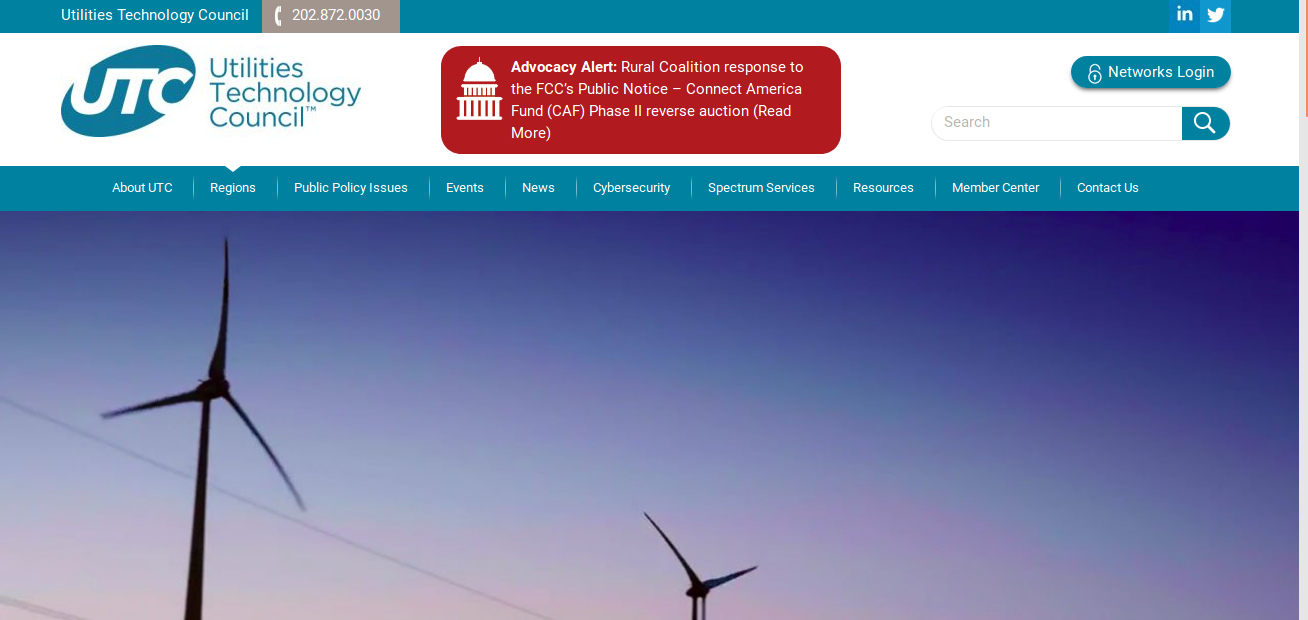 Utilities Technology Council
202.872.0030
in
UTC
Utilities
Technology
Council™
Advocacy Alert: Rural Coalition response to
the FCC's Public Notice – Connect America
Fund (CAF) Phase II reverse auction (Read
More)
Networks Login
Search
About UTC
Regions
Public Policy Issues
Events
News
Cybersecurity
Spectrum Services
Resources
Member Center
Contact Us